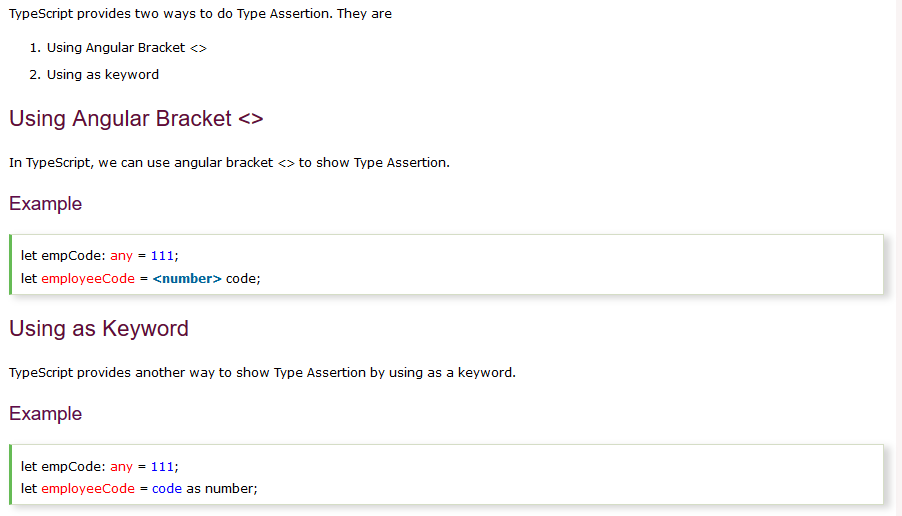 TypeScript provides two ways to do Type Assertion. They are
1. Using Angular Bracket <>
2. Using as keyword
Using Angular Bracket <>
In TypeScript, we can use angular bracket <> to show Type Assertion.
Example
let empCode: any = 111;
let employeeCode = <number> code;
Using as Keyword
TypeScript provides another way to show Type Assertion by using as a keyword.
Example
let empCode: any = 111;
let employeeCode = code as number;